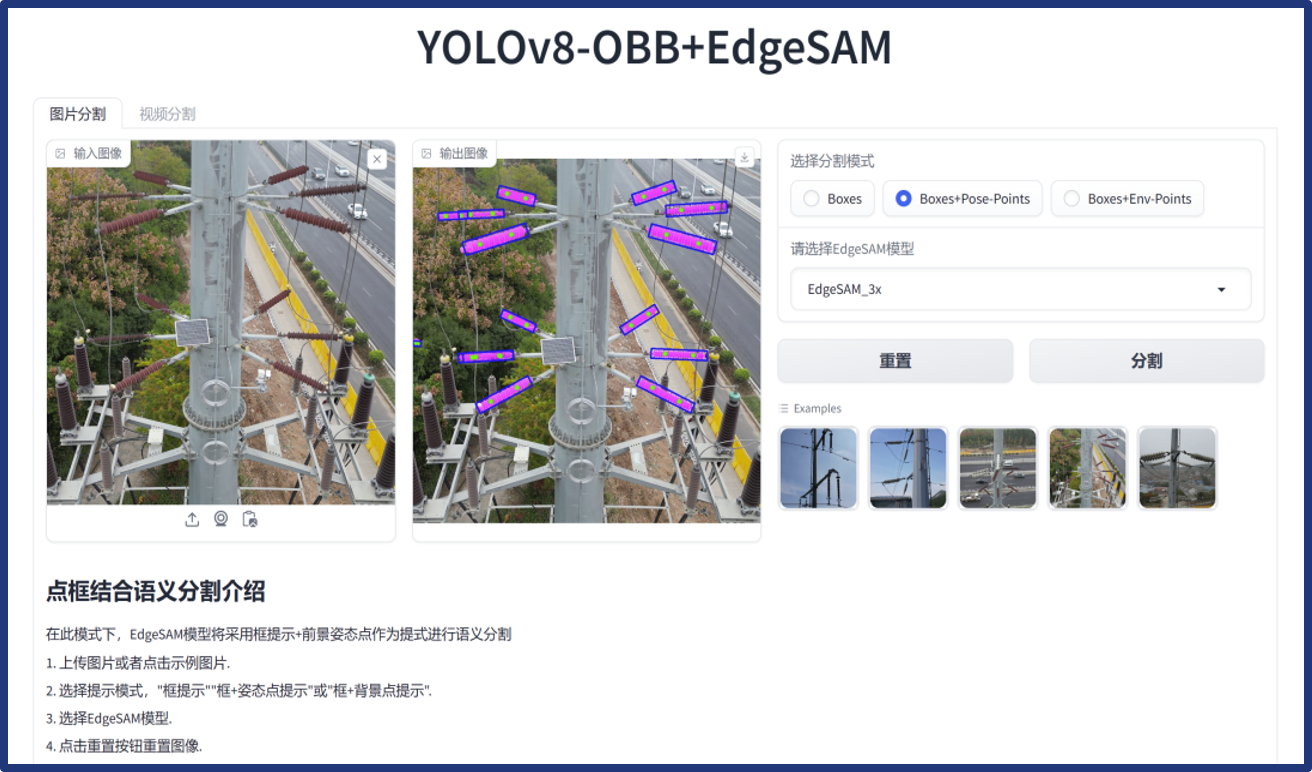 YOLOv8-OBB+EdgeSAM
图片分割 视频分割
输入图像
输出图像
选择分割模式
Boxes Boxes+Pose-Points Boxes+Env-Points
请选择EdgeSAM模型
EdgeSAM_3x
重置 分割
Examples
点框结合语义分割介绍
在此模式下，EdgeSAM模型将采用框提示+前景姿态点作为提式进行语义分割
1. 上传图片或者点击示例图片.
2. 选择提示模式，"框提示""框+姿态点提示"或"框+背景点提示".
3. 选择EdgeSAM模型.
4. 点击重置按钮重置图像.